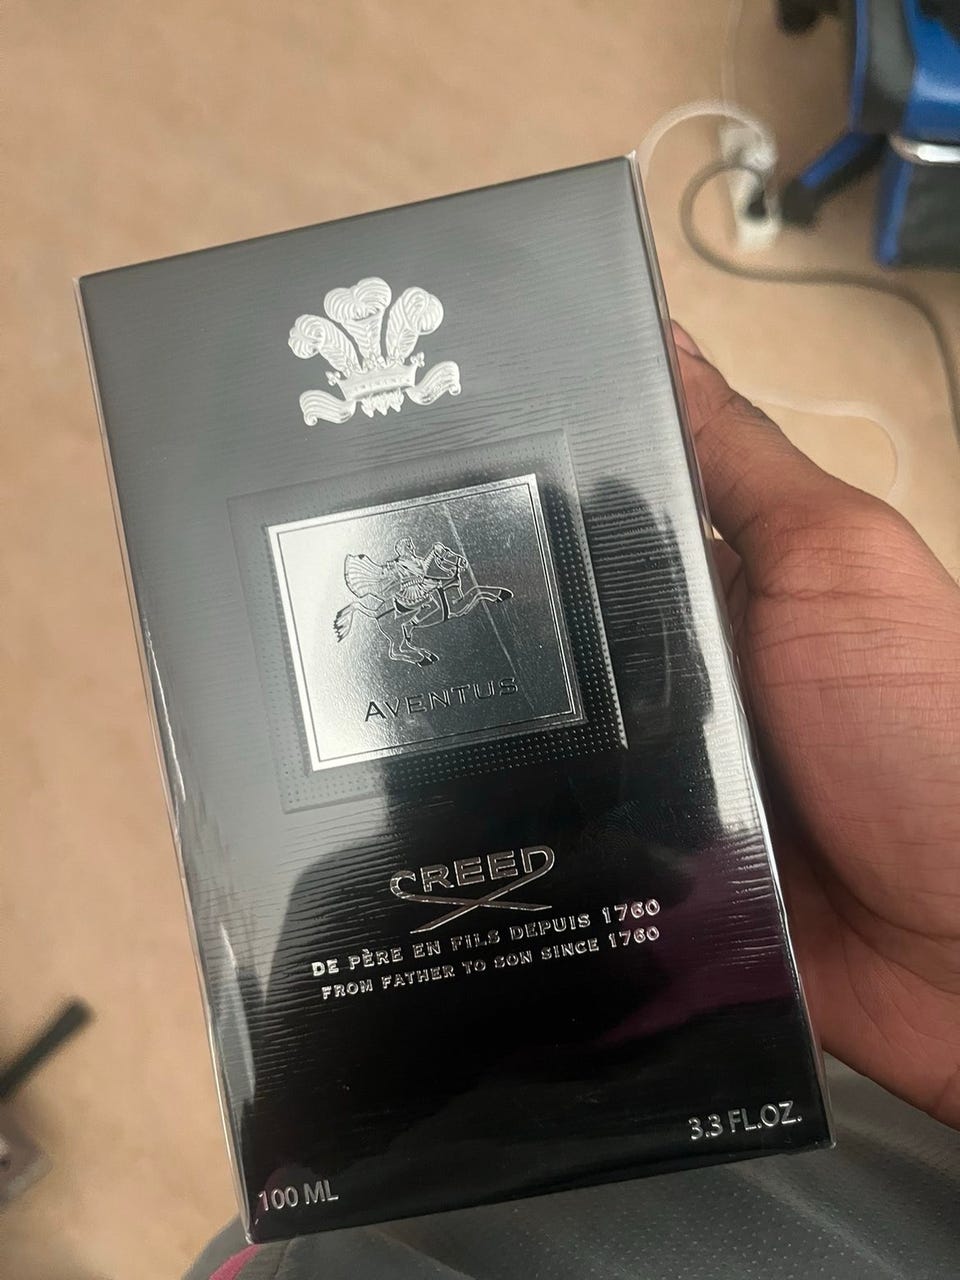 AVENTUS
CREED
DE PÈRE EN FILS DEPUIS 1760
FROM FATHER TO SON SINCE 1760
3.3 FL.OZ.
100 ML